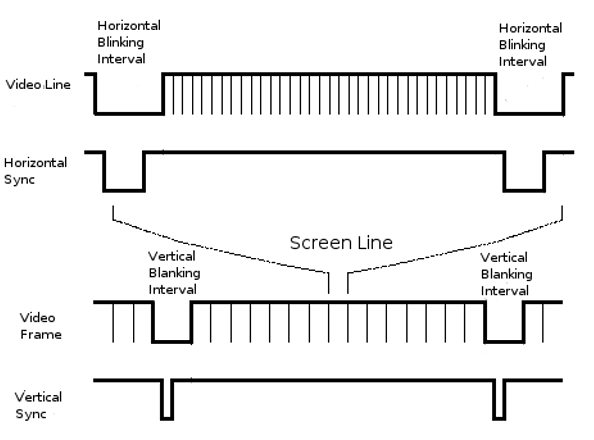 Horizontal
Blinking
Interval
Horizontal
Blinking
Interval
Video Line
Horizontal
Sync
Screen Line
Vertical
Blanking
Interval
Vertical
Blanking
Interval
Video
Frame
Vertical
Sync